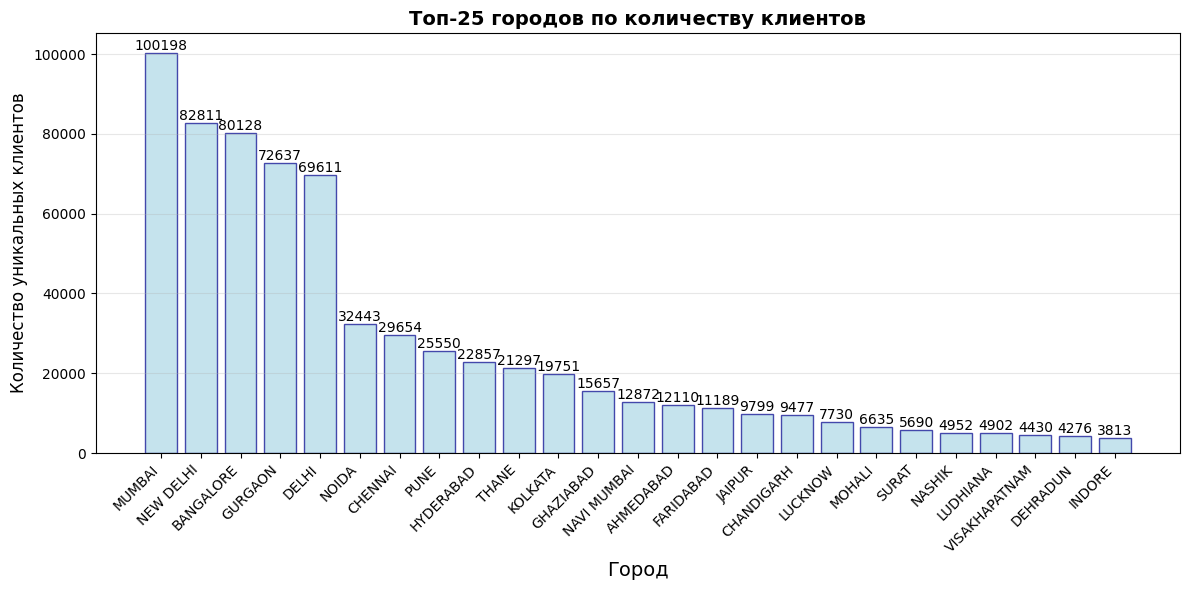 Топ-25 городов по количеству клиентов
Количество уникальных клиентов
100000
80000
60000
40000
20000
0
100198
82811
80128
72637
69611
32443
29654
25550
22857
21297
19751
15657
12872
12110
11189
9799
9477
7730
6635
5690
4952
4902
4430
4276
3813
MUMBAI
NEW DELHI
BANGALORE
GURGAON
DELHI
NOIDA
CHENNAI
PUNE
HYDERABAD
THANE
KOLKATA
GHAZIABAD
NAVI MUMBAI
AHMEDABAD
FARIDABAD
JAIPUR
CHANDIGARH
LUCKNOW
MOHALI
SURAT
NASHIK
LUDHIANA
VISAKHAPATNAM
DEHRADUN
INDORE
Город